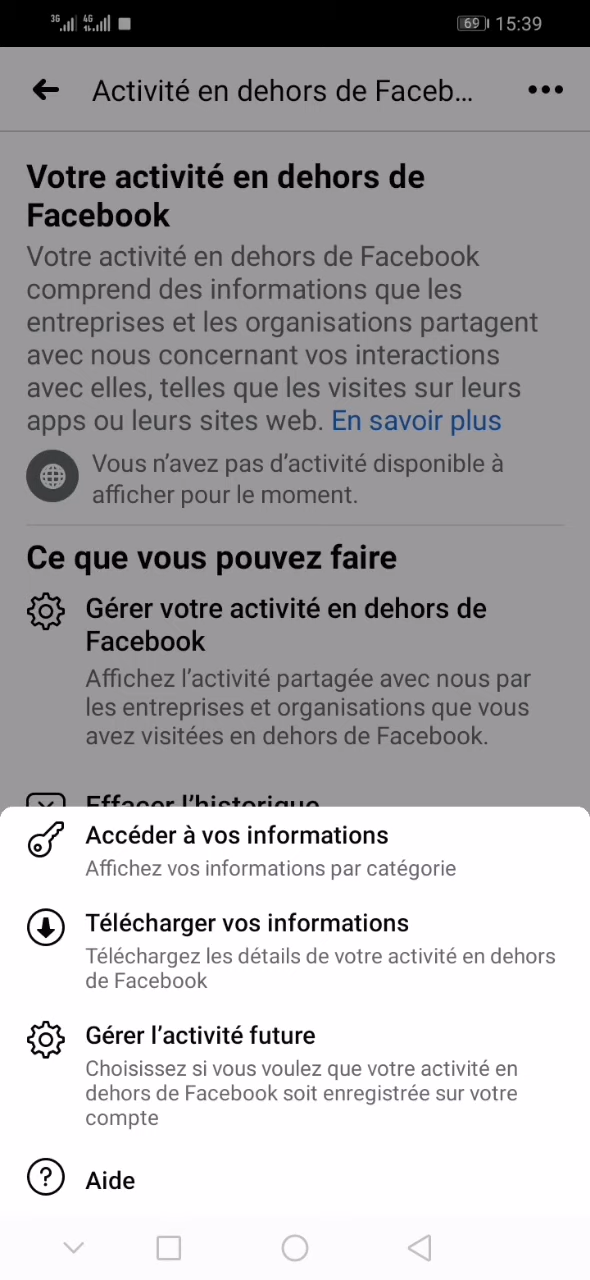 3G 4G 69 15:39
Activité en dehors de Faceb...
Votre activité en dehors de
Facebook
Votre activité en dehors de Facebook
comprend des informations que les
entreprises et les organisations partagent
avec nous concernant vos interactions
avec elles, telles que les visites sur leurs
apps ou leurs sites web. En savoir plus
Vous n'avez pas d'activité disponible à
afficher pour le moment.
Ce que vous pouvez faire
Gérer votre activité en dehors de
Facebook
Affichez l'activité partagée avec nous par
les entreprises et organisations que vous
avez visitées en dehors de Facebook.
Effacer l'historique
Accéder à vos informations
Affichez vos informations par catégorie
Télécharger vos informations
Téléchargez les détails de votre activité en dehors
de Facebook
Gérer l'activité future
Choisissez si vous voulez que votre activité en
dehors de Facebook soit enregistrée sur votre
compte
Aide